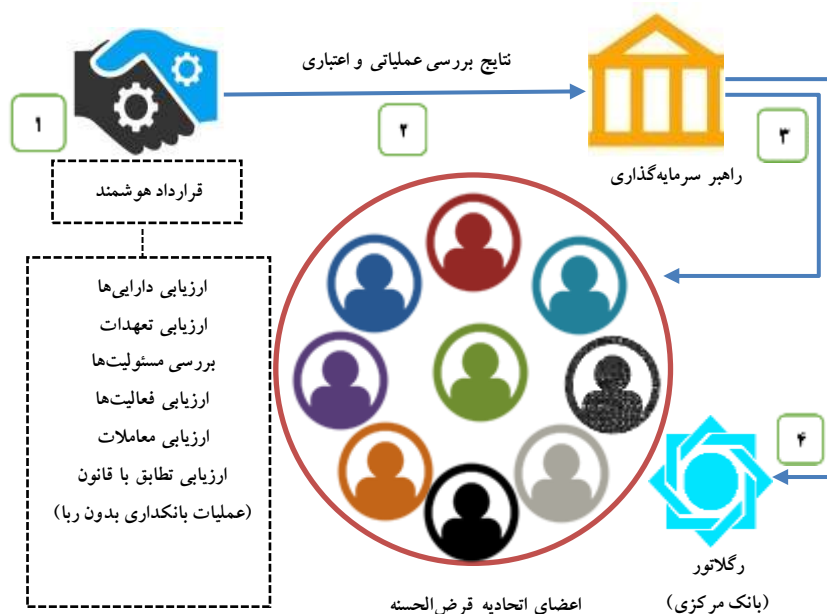 نتایج بررسی عملیاتی و اعتباری
۱
۲
۳
راهبر سرمایه‌گذاری
قرارداد هوشمند
ارزیابی دارایی‌ها
ارزیابی تعهدات
بررسی مسئولیت‌ها
ارزیابی فعالیت‌ها
ارزیابی معاملات
ارزیابی تطابق با قانون
(عملیات بانکداری بدون ربا)
۴
رگلاتور
(بانک مرکزی)
اعضای اتحادیه قرض‌الحسنه